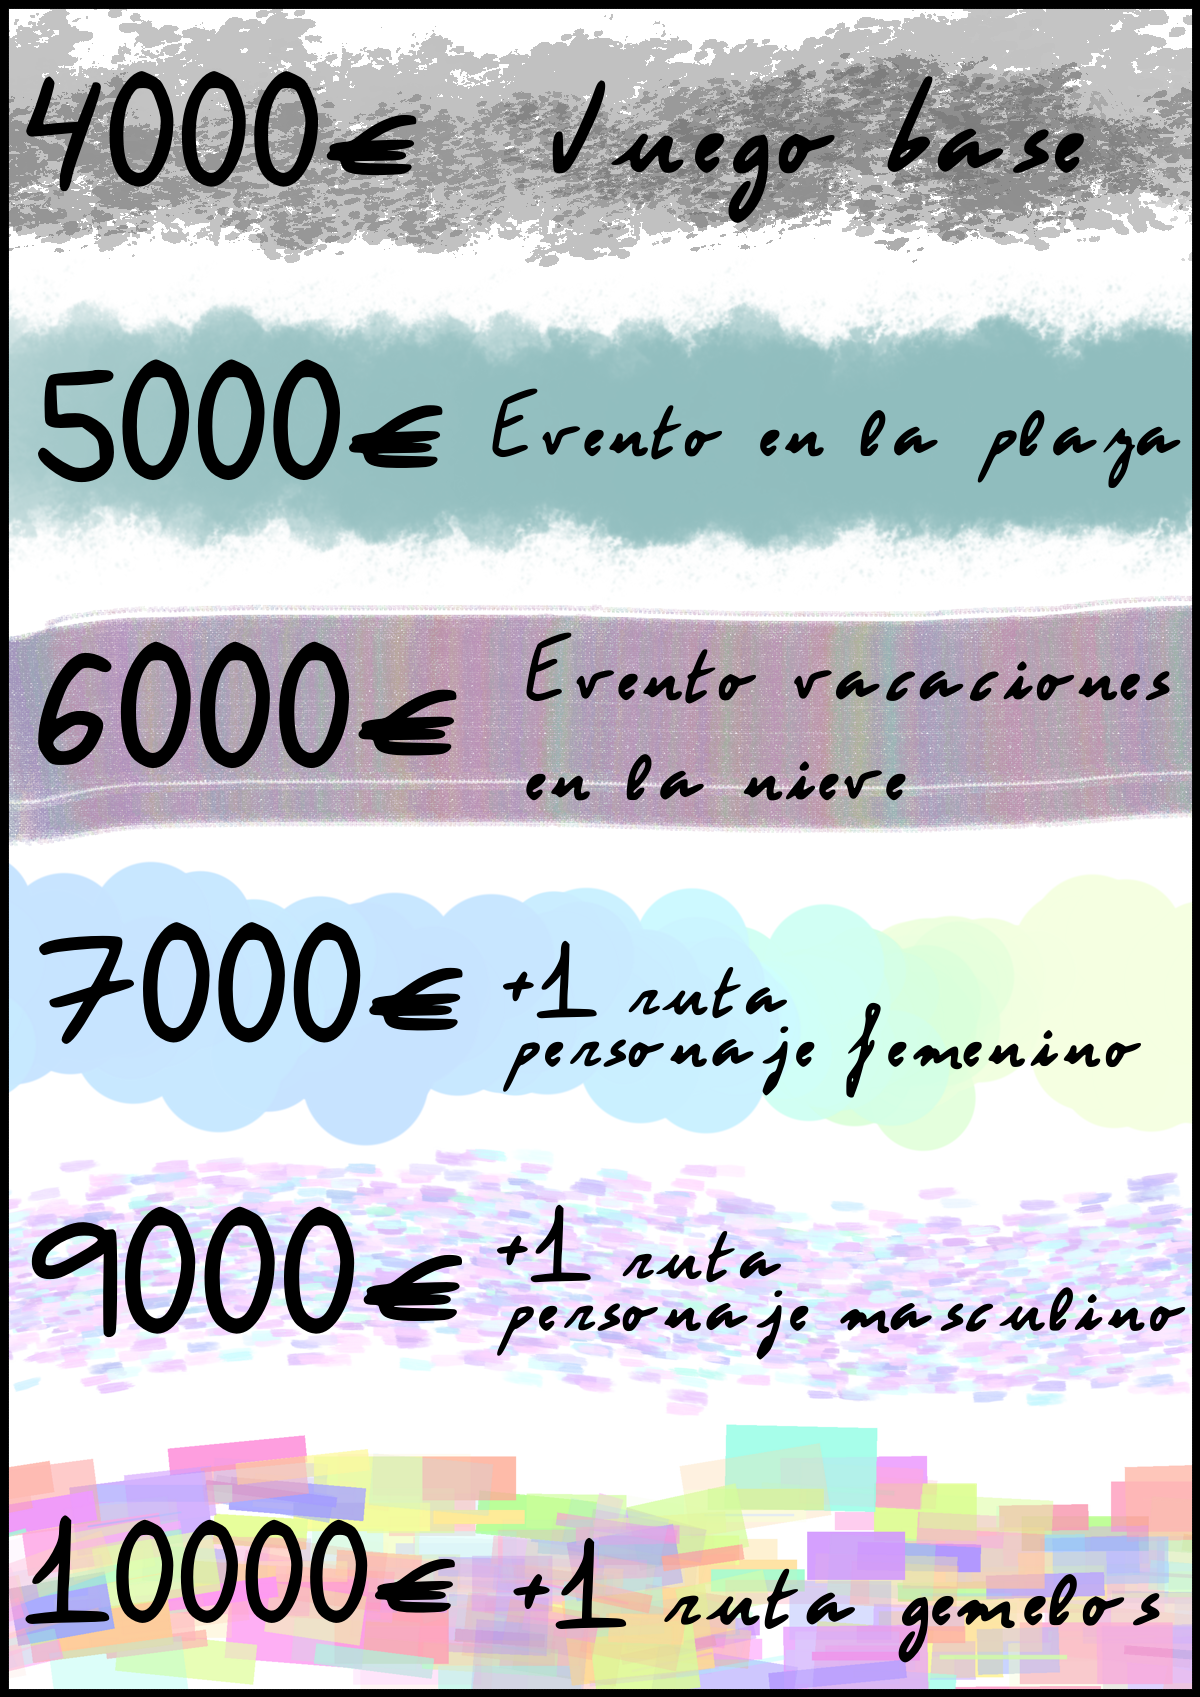 4000€ Juego base
5000€ Evento en la plaza
6000€ Evento vacaciones
en la nieve
7000€ +1 ruta
personaje femenino
9000€ +1 ruta
personaje masculino
10000€ +1 ruta gemelos